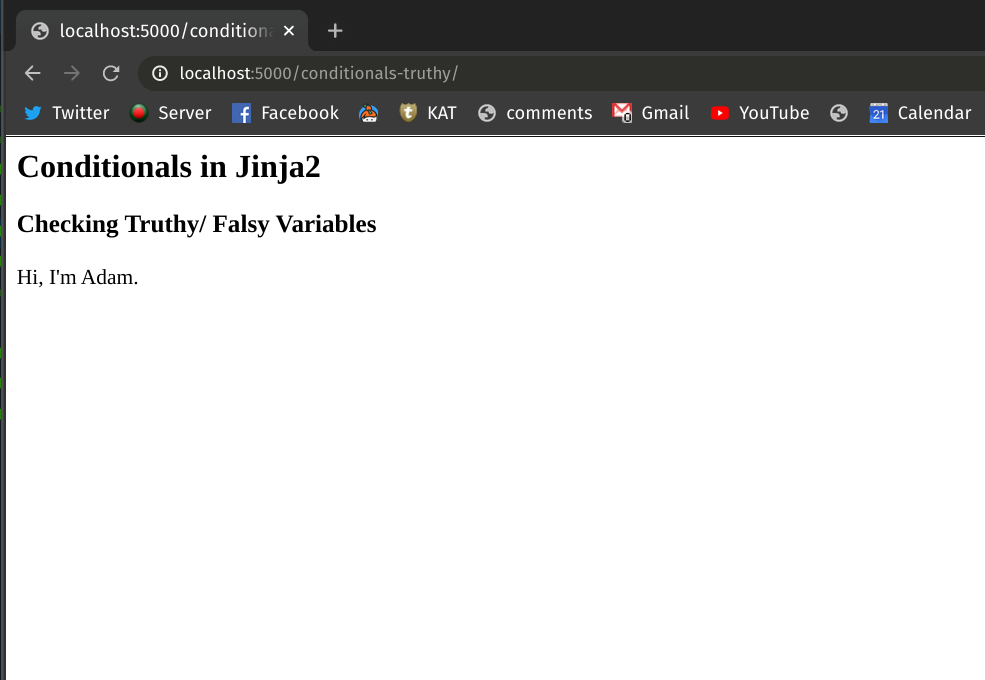 localhost:5000/condition
localhost:5000/conditionals-truthy/
Twitter Server Facebook KAT comments Gmail YouTube 21 Calendar
Conditionals in Jinja2
Checking Truthy/ Falsy Variables
Hi, I'm Adam.